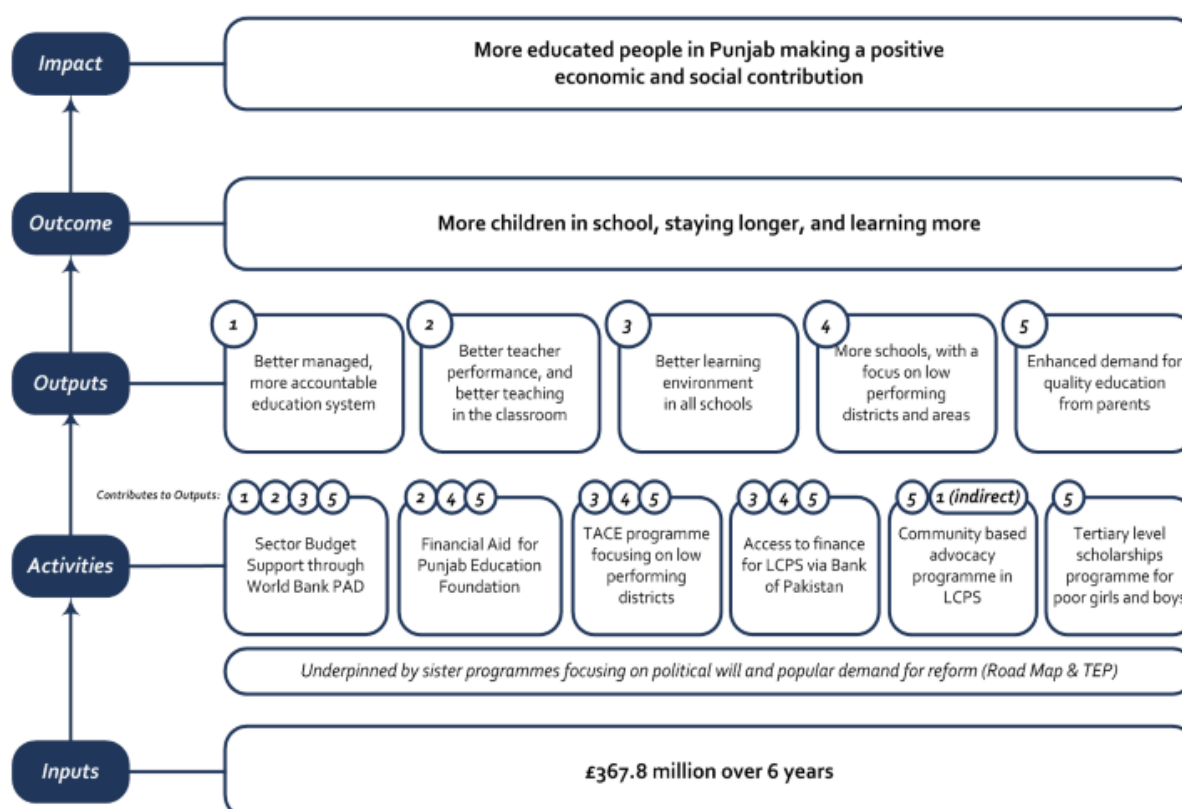 Impact
More educated people in Punjab making a positive
economic and social contribution
Outcome
More children in school, staying longer, and learning more
Outputs
1
Better managed,
more accountable
education system
2
Better teacher
performance, and
better teaching
in the classroom
3
Better learning
environment
in all schools
4
More schools, with a
focus on low
performing
districts and areas
5
Enhanced demand for
quality education
from parents
Activities
Contributes to Outputs:
1 2 3 5
Sector Budget
Support through
World Bank PAD
2 4 5
Financial Aid for
Punjab Education
Foundation
3 4 5
TACE programme
focusing on low
performing
districts
3 4 5
Access to finance
for LCPS via Bank
of Pakistan
5 1 (indirect)
Community based
advocacy
programme in
LCPS
5
Tertiary level
scholarships
programme for
poor girls and boys
Underpinned by sister programmes focusing on political will and popular demand for reform (Road Map & TEP)
Inputs
£367.8 million over 6 years